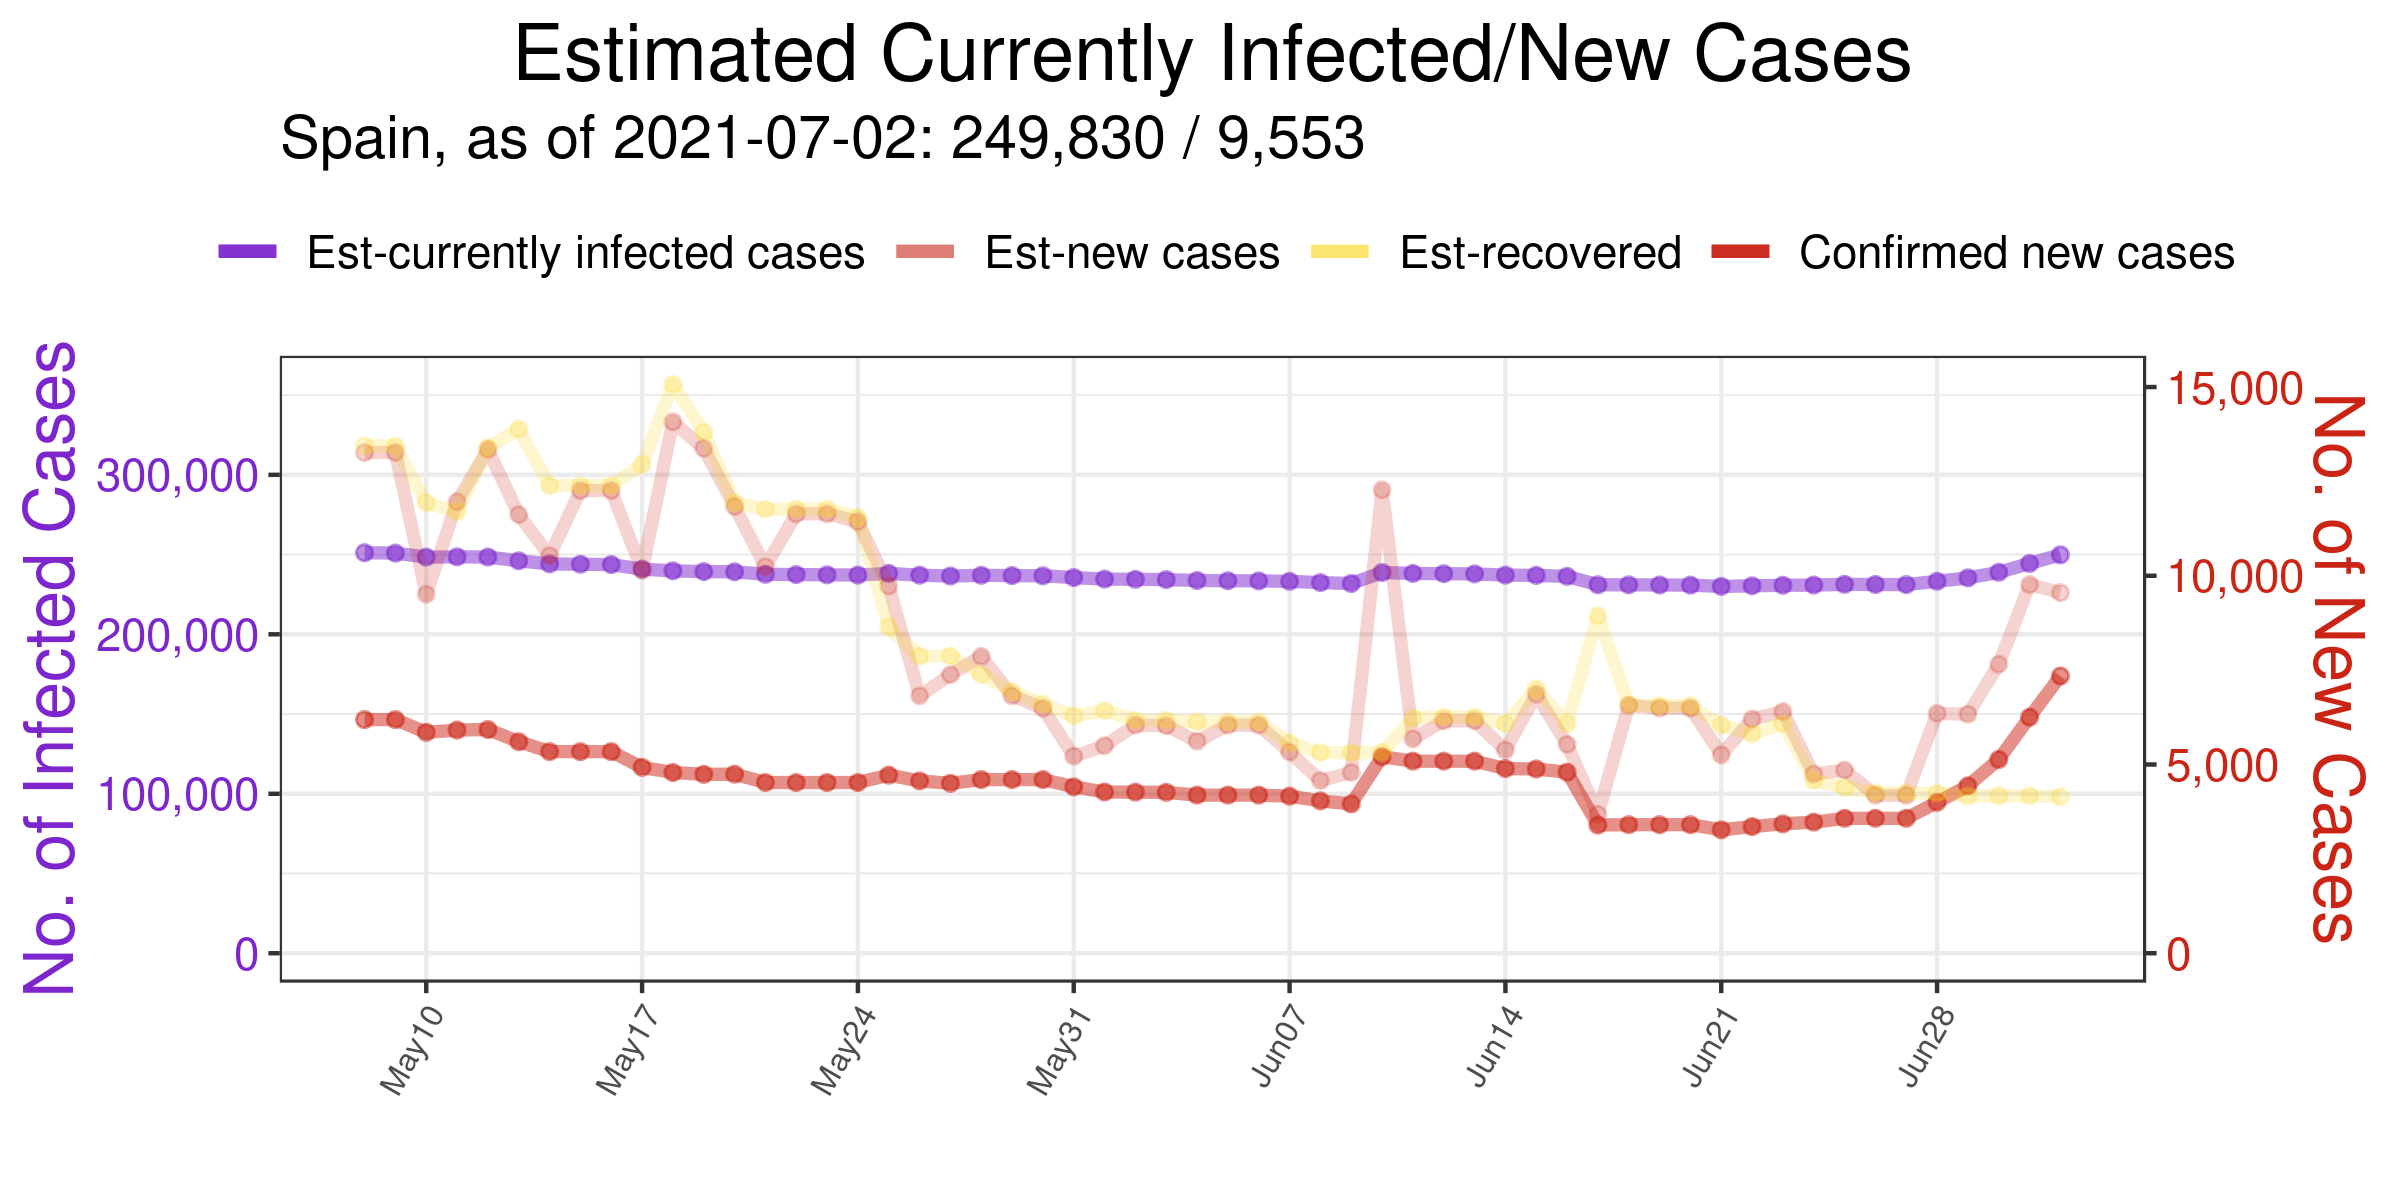 Estimated Currently Infected/New Cases
Spain, as of 2021-07-02: 249,830 / 9,553
Est-currently infected cases Est-new cases Est-recovered Confirmed new cases
No. of Infected Cases
300,000
200,000
100,000
0
15,000
10,000
5,000
0
No. of New Cases
May10 May17 May24 May31 Jun07 Jun14 Jun21 Jun28